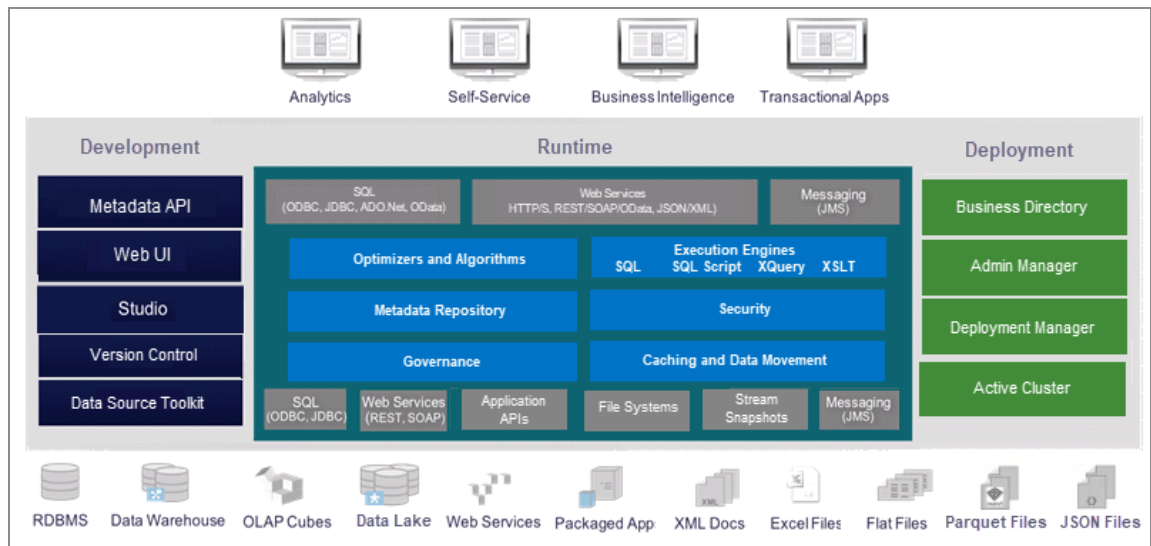 Analytics
Self-Service
Business Intelligence
Transactional Apps
Development
Runtime
Deployment
Metadata API
Web UI
Studio
Version Control
Data Source Toolkit
SQL
(ODBC, JDBC, ADO.Net, OData)
Web Services
HTTP/S, REST/SOAP/OData, JSON/XML)
Messaging
(JMS)
Optimizers and Algorithms
Execution Engines
SQL SQL Script XQuery XSLT
Metadata Repository
Security
Governance
Caching and Data Movement
SQL
(ODBC, JDBC)
Web Services
(REST, SOAP)
Application
APIs
File Systems
Stream
Snapshots
Messaging
(JMS)
Business Directory
Admin Manager
Deployment Manager
Active Cluster
XML
RDBMS
Data Warehouse
OLAP Cubes
Data Lake
Web Services
Packaged App
XML Docs
Excel Files
Flat Files
Parquet Files
JSON Files